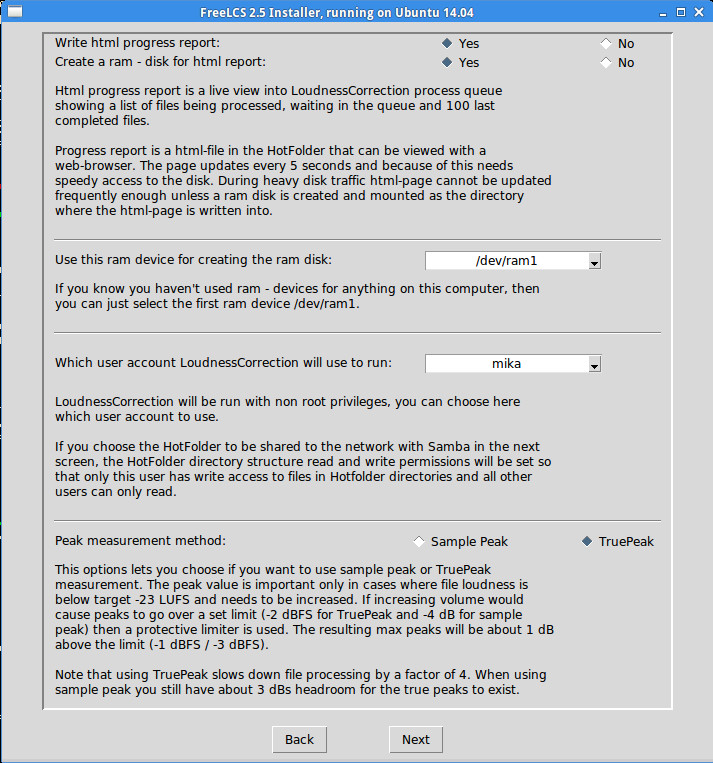 FreeLCS 2.5 Installer, running on Ubuntu 14.04
Write html progress report: Yes No
Create a ram - disk for html report: Yes No
Html progress report is a live view into LoudnessCorrection process queue
showing a list of files being processed, waiting in the queue and 100 last
completed files.
Progress report is a html-file in the HotFolder that can be viewed with a
web-browser. The page updates every 5 seconds and because of this needs
speedy access to the disk. During heavy disk traffic html-page cannot be updated
frequently enough unless a ram disk is created and mounted as the directory
where the html-page is written into.
Use this ram device for creating the ram disk: /dev/ram1
If you know you haven't used ram - devices for anything on this computer, then
you can just select the first ram device /dev/ram1.
Which user account LoudnessCorrection will use to run: mika
LoudnessCorrection will be run with non root privileges, you can choose here
which user account to use.
If you choose the HotFolder to be shared to the network with Samba in the next
screen, the HotFolder directory structure read and write permissions will be set so
that only this user has write access to files in Hotfolder directories and all other
users can only read.
Peak measurement method: Sample Peak TruePeak
This options lets you choose if you want to use sample peak or TruePeak
measurement. The peak value is important only in cases where file loudness is
below target -23 LUFS and needs to be increased. If increasing volume would
cause peaks to go over a set limit (-2 dBFS for TruePeak and -4 dB for sample
peak) then a protective limiter is used. The resulting max peaks will be about 1 dB
above the limit (-1 dBFS / -3 dBFS).
Note that using TruePeak slows down file processing by a factor of 4. When using
sample peak you still have about 3 dBs headroom for the true peaks to exist.
Back Next